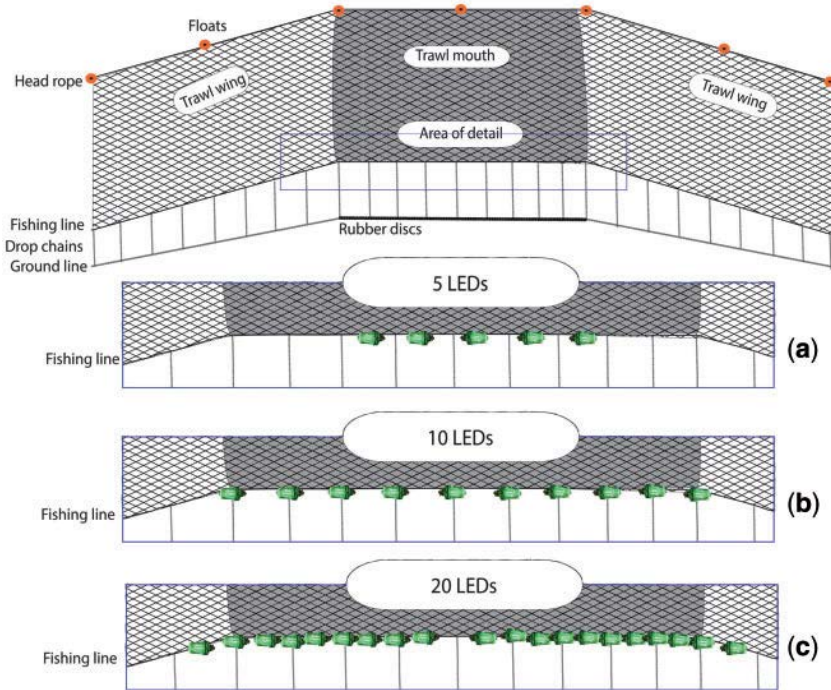 Floats
Head rope
Trawl wing
Trawl mouth
Trawl wing
Area of detail
Fishing line
Drop chains
Ground line
Rubber discs
5 LEDs
Fishing line
(a)
10 LEDs
Fishing line
(b)
20 LEDs
Fishing line
(c)